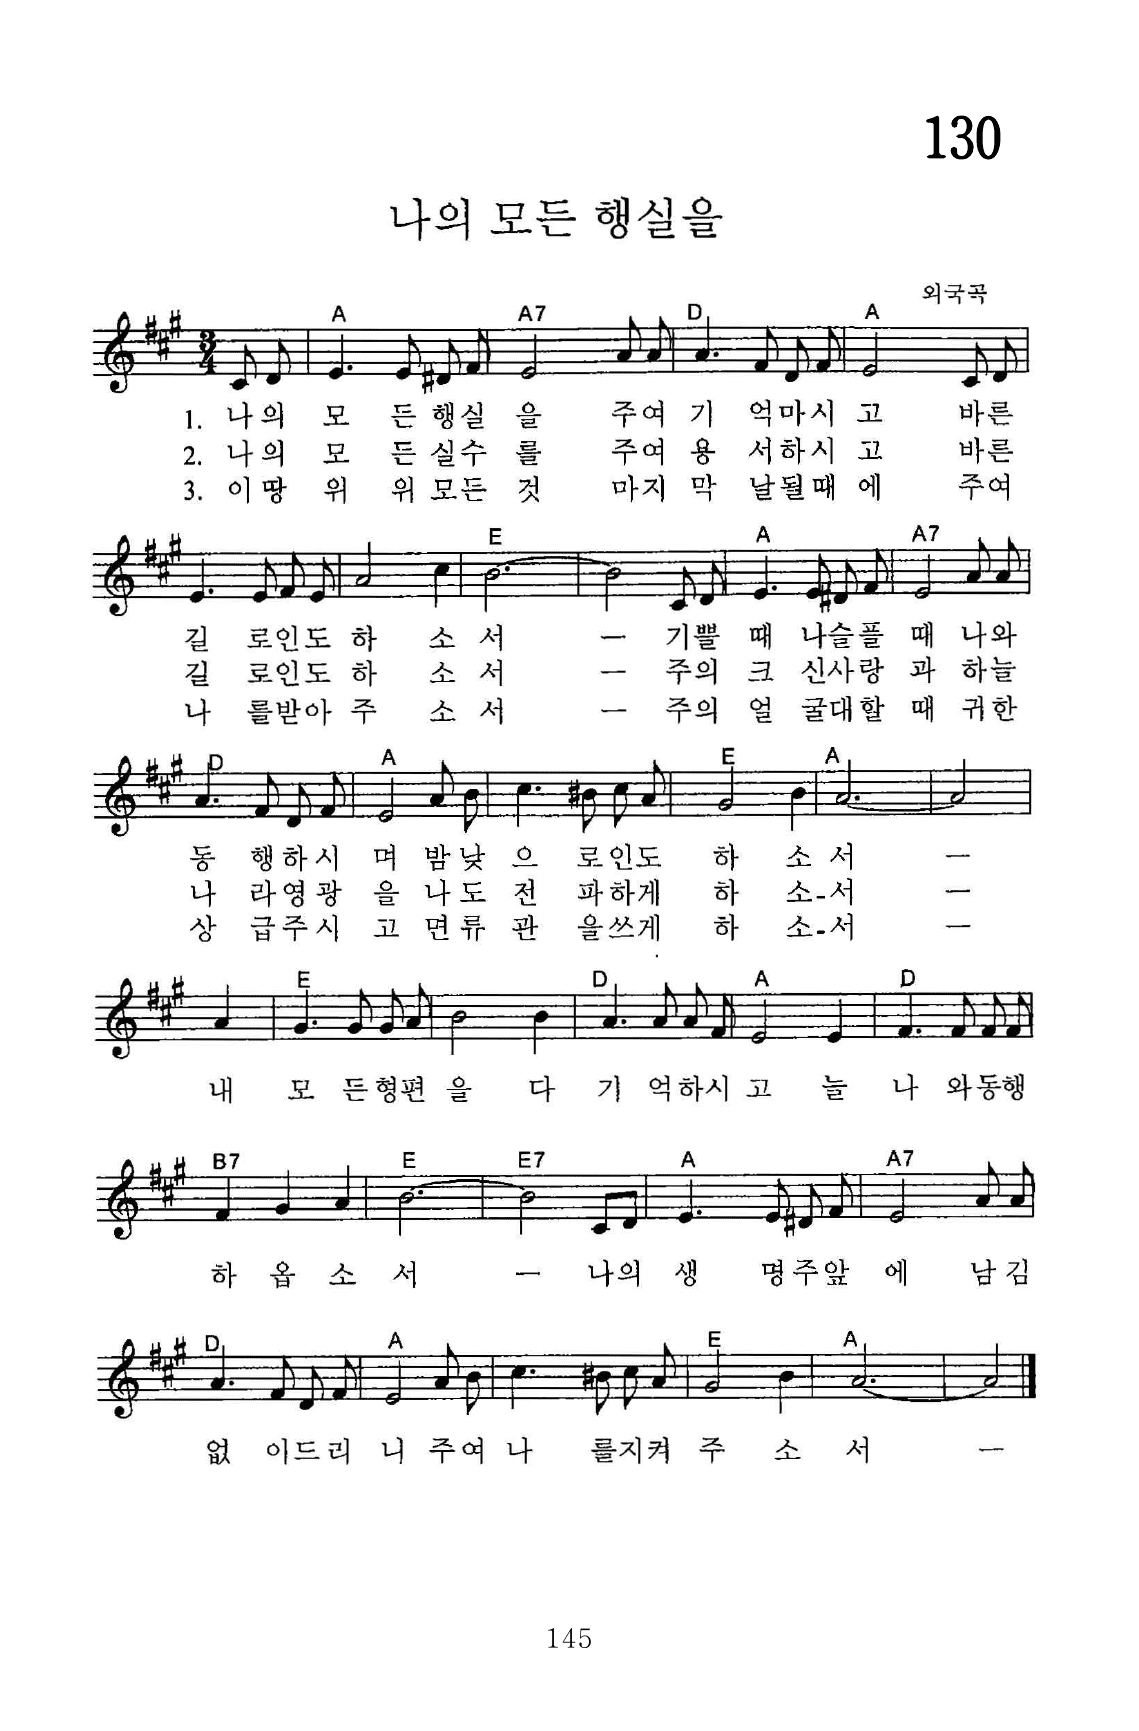 130
나의 모든 행실을
외국곡
A A7 D A
1. 나의 모 든행실 을 주여 기 억마시 고 바른
2. 나의 모 든실수 를 주여 용 서하시 고 바른
3. 이땅 위 위모든 것 마지 막 날될때 에 주여
E A A7
길 로인도 하 소 서 ー 기쁠 때 나슬플 때 나와
길 로인도 하 소 서 ー 주의 크 신사랑 과 하늘
나 를받아 주 소 서 ー 주의 얼 굴대할 때 귀한
D A E A
동 행하시 며 밤낮 으 로인도 하 소 서 ー
나 라영광 을 나도 전 파하게 하 소-서 ー
상 급주시 고 면류 관 을쓰게 하 소-서 ー
E D A D
내 모 든형편 을 다 기 억하시 고 늘 나 와동행
B7 E E7 A A7
하 옵 소 서 ー 나의 생 명주앞 에 남김
D A E A
없 이드리 니 주여 나 를지켜 주 소 서 ー
145